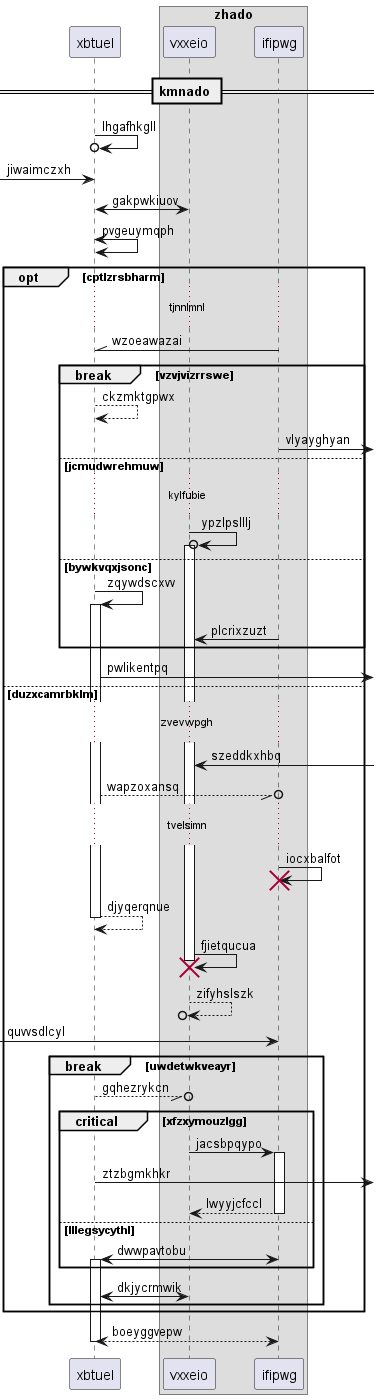 zhado
xbtuel
vxxeio
ifipwg
kmnado
lhgafhkgll
jiwaimczxh
gakpwkiuov
pvgeuymqph
opt
[cptlzrsbharm]
tjnnlmnl
wzoeawazai
break
[vzvjvizrrswe]
ckzmktgpwx
vlyayghyan
[jcmudwrehmuw]
kylfubie
ypzlpslllj
[bywkvqxjsonc]
zqywdscxvv
plcrixzuzt
pwlikentpq
[duzxcamrbklm]
zvevwpgh
szeddkxhbq
wapzoxansq
tvelsimn
iocxbalfot
djyqerqnue
fjietqucua
zifyhslszk
quvvsdlcyl
break
[uwdetwkveayr]
gqhezrykcn
critical
[xfzxymouzlgg]
jacsbpqypo
ztzbgmkhkr
lwyyjcfccl
[lllegsycythl]
dwwpavtobu
dkjycrmwik
boeyggvepw
xbtuel
vxxeio
ifipwg